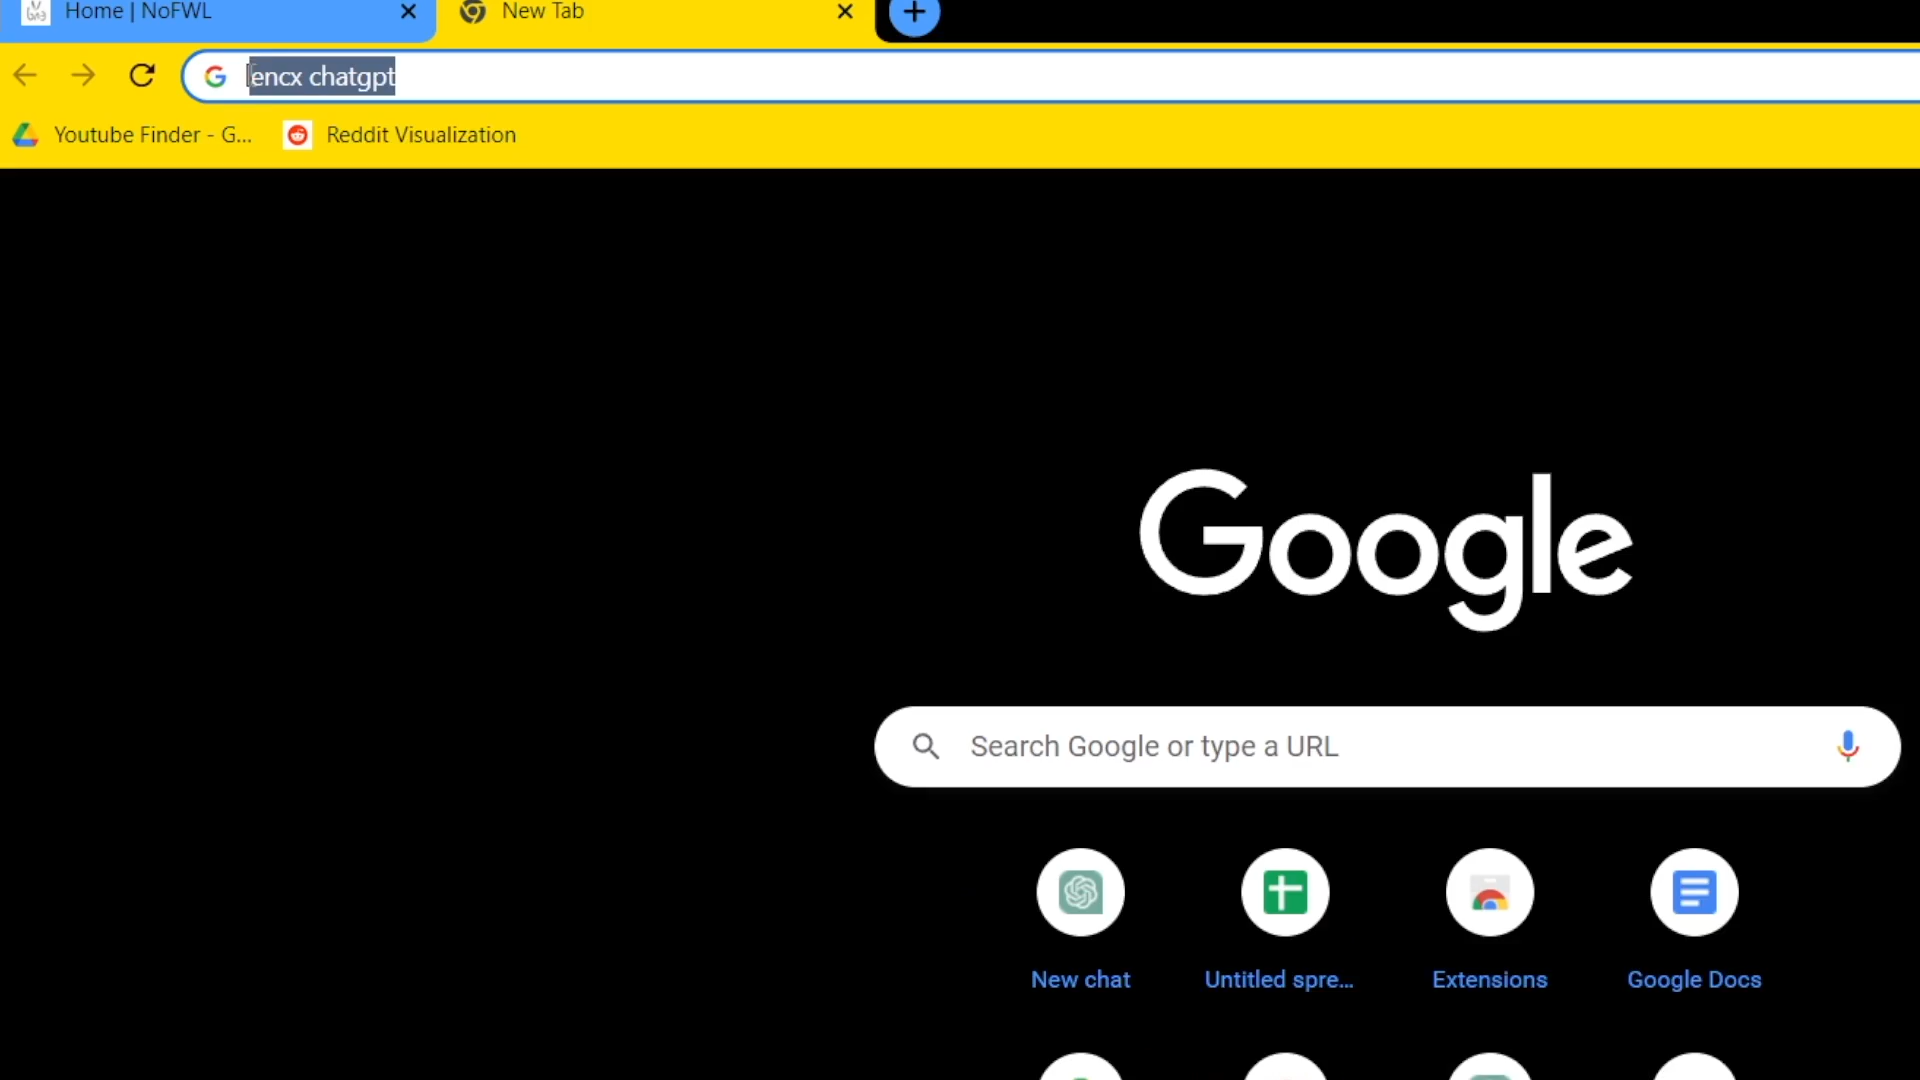 Home | NoFWL
New Tab
lencx chatgpt
Youtube Finder - G...
Reddit Visualization
Google
Search Google or type a URL
New chat
Untitled spre...
Extensions
Google Docs